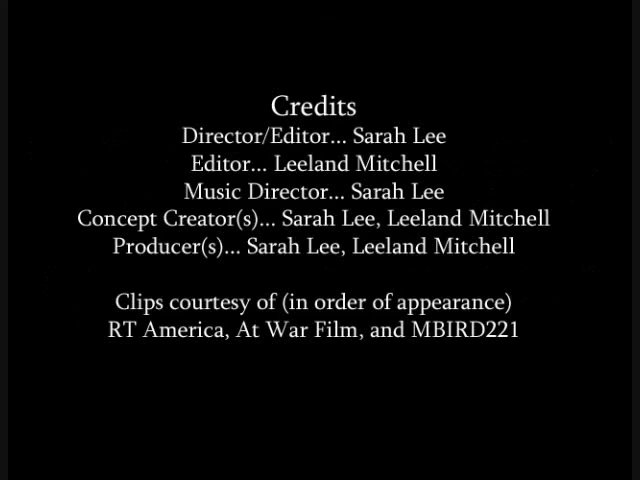 Credits
Director/Editor... Sarah Lee
Editor... Leeland Mitchell
Music Director... Sarah Lee
Concept Creator(s)... Sarah Lee, Leeland Mitchell
Producer(s)... Sarah Lee, Leeland Mitchell
Clips courtesy of (in order of appearance)
RT America, At War Film, and MBIRD221